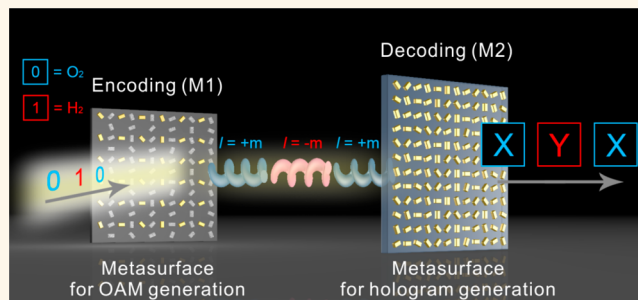 Decoding (M2)
0 = O₂
Encoding (M1)
1 = H₂
l = +m
l = -m
l = +m
X
Y
X
0 1 0
Metasurface
for OAM generation
Metasurface
for hologram generation